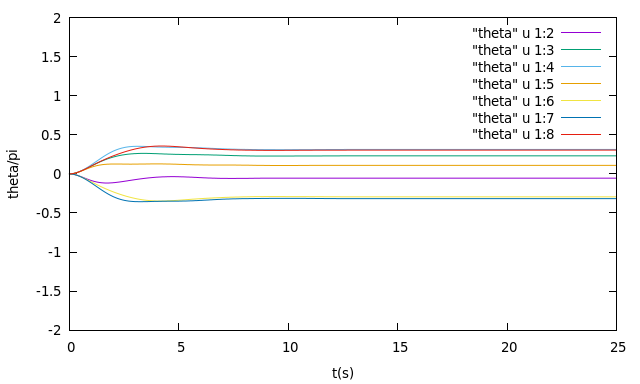 2
1.5
1
0.5
0
-0.5
-1
-1.5
-2
theta/pi
"theta" u 1:2
"theta" u 1:3
"theta" u 1:4
"theta" u 1:5
"theta" u 1:6
"theta" u 1:7
"theta" u 1:8
0 5 10 15 20 25
t(s)